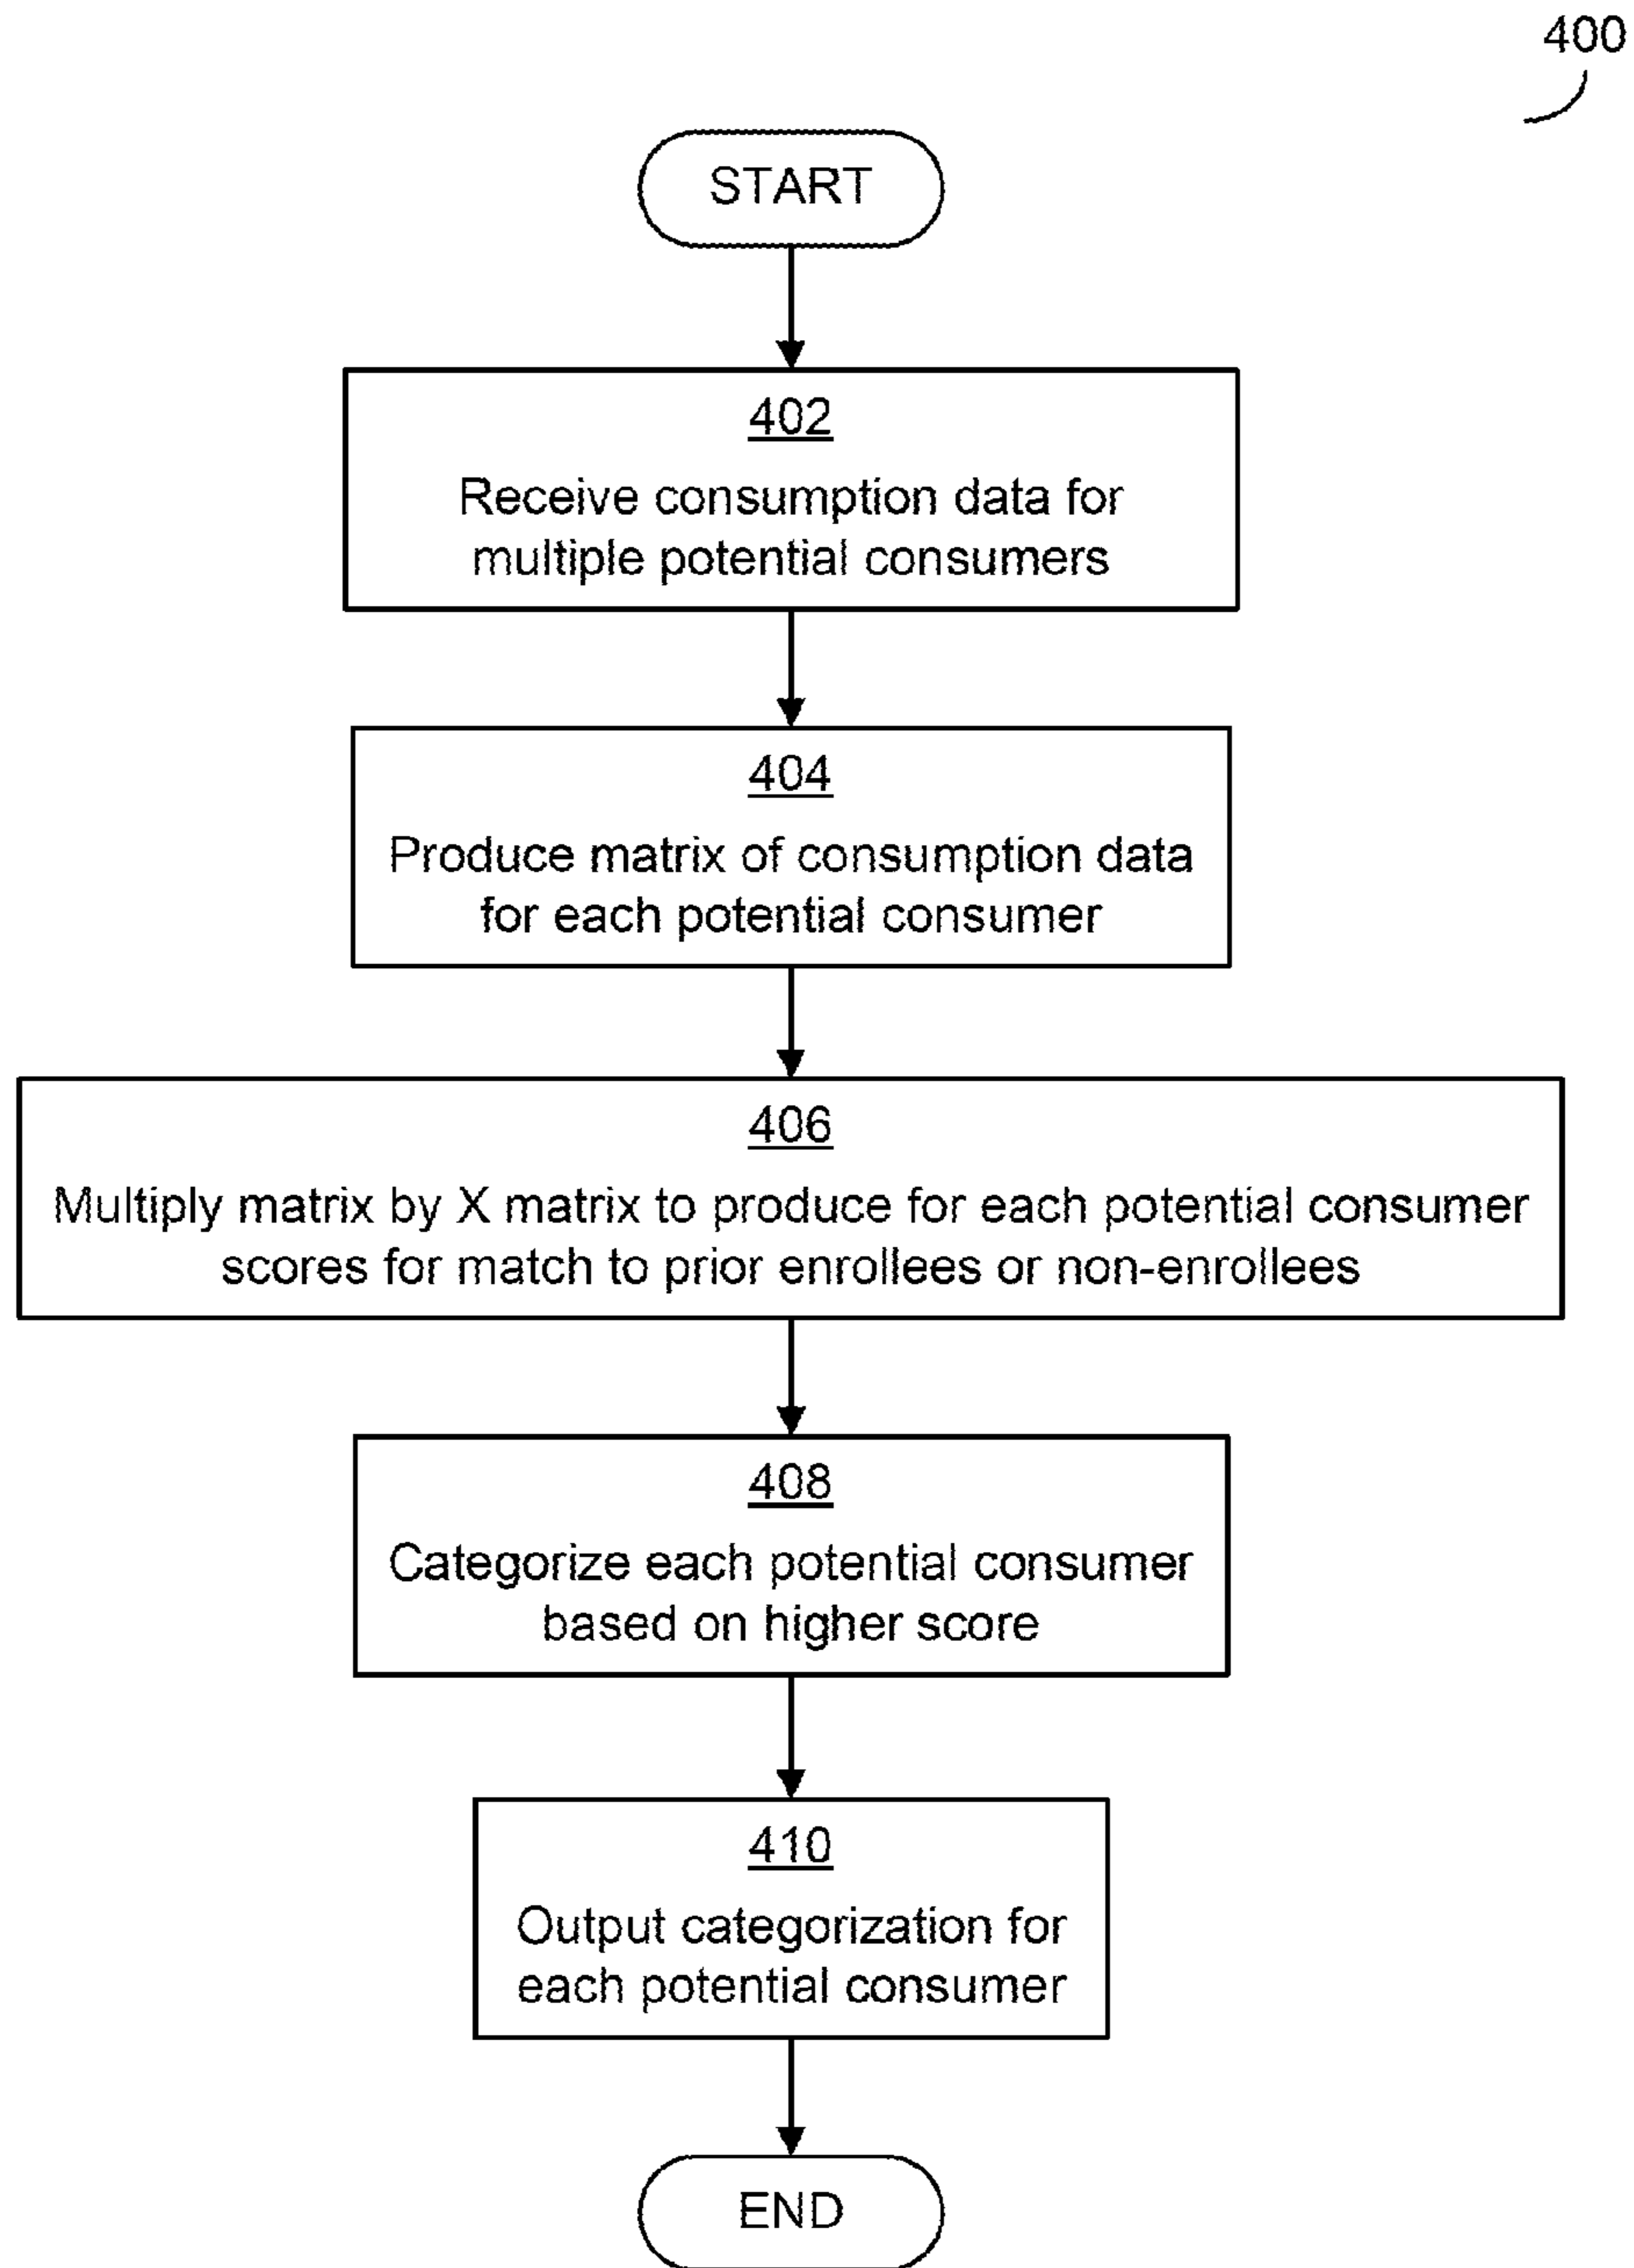 400
START
402
Receive consumption data for
multiple potential consumers
404
Produce matrix of consumption data
for each potential consumer
406
Multiply matrix by X matrix to produce for each potential consumer
scores for match to prior enrollees or non-enrollees
408
Categorize each potential consumer
based on higher score
410
Output categorization for
each potential consumer
END